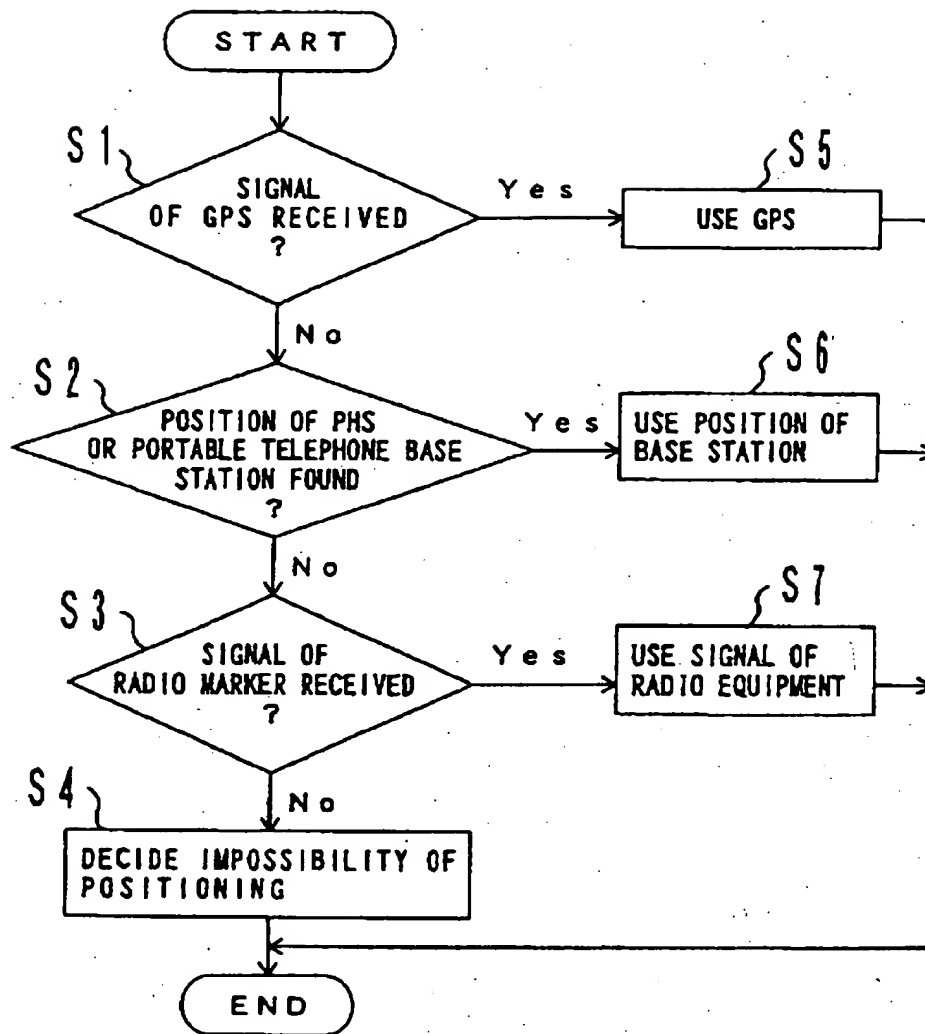 START
S1
SIGNAL
OF GPS RECEIVED
?
Yes
S5
USE GPS
No
S2
POSITION OF PHS
OR PORTABLE TELEPHONE BASE
STATION FOUND
?
Yes
S6
USE POSITION OF
BASE STATION
No
S3
SIGNAL OF
RADIO MARKER RECEIVED
?
Yes
S7
USE SIGNAL OF
RADIO EQUIPMENT
No
S4
DECIDE IMPOSSIBILITY OF
POSITIONING
END